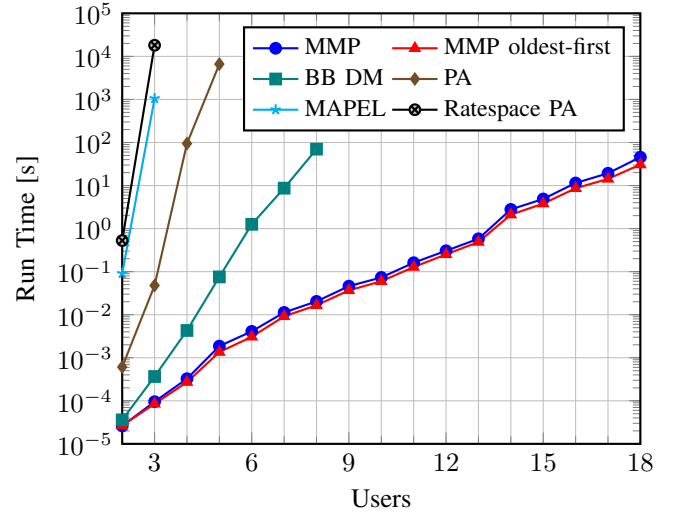 10^5
10^4
10^3
10^2
10^1
10^0
10^−1
10^−2
10^−3
10^−4
10^−5
Run Time [s]
MMP
MMP oldest-first
BB DM
PA
MAPEL
Ratespace PA
3 6 9 12 15 18
Users